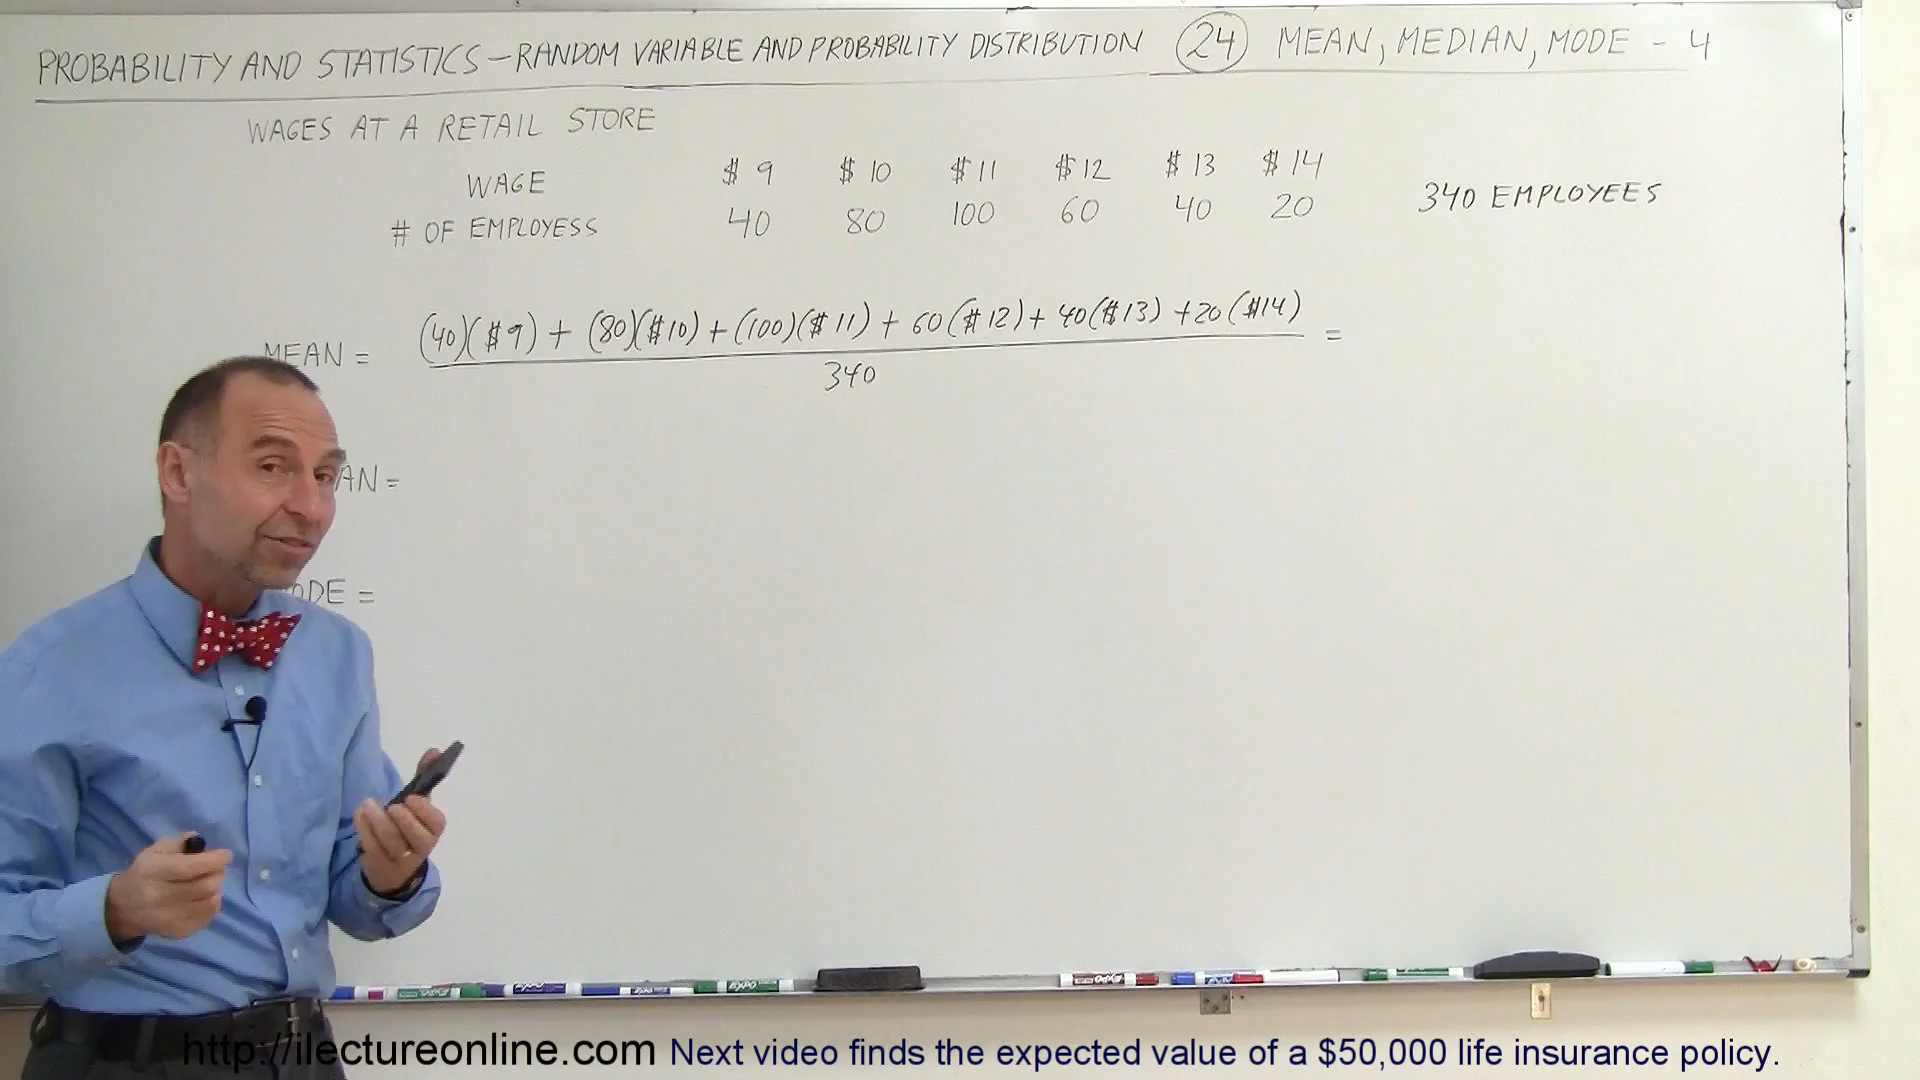 PROBABILITY AND STATISTICS – RANDOM VARIABLE AND PROBABILITY DISTRIBUTION 24 MEAN, MEDIAN, MODE - 4
WAGES AT A RETAIL STORE
WAGE $ 9 $ 10 $ 11 $ 12 $ 13 $ 14
# OF EMPLOYESS 40 80 100 60 40 20
340 EMPLOYEES
MEAN = (40)($9) + (80)($10) + (100)($11) + 60($12) + 40($13) + 20($14) =
340
AN =
ODE =
EXPO
http://ilectureonline.com Next video finds the expected value of a $50,000 life insurance policy.